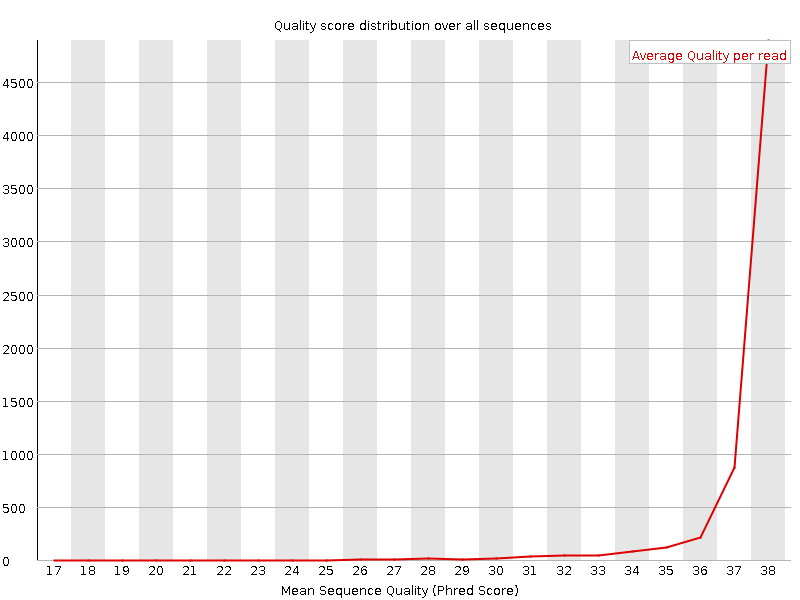 Quality score distribution over all sequences
Average Quality per read
4500
4000
3500
3000
2500
2000
1500
1000
500
0
17 18 19 20 21 22 23 24 25 26 27 28 29 30 31 32 33 34 35 36 37 38
Mean Sequence Quality (Phred Score)